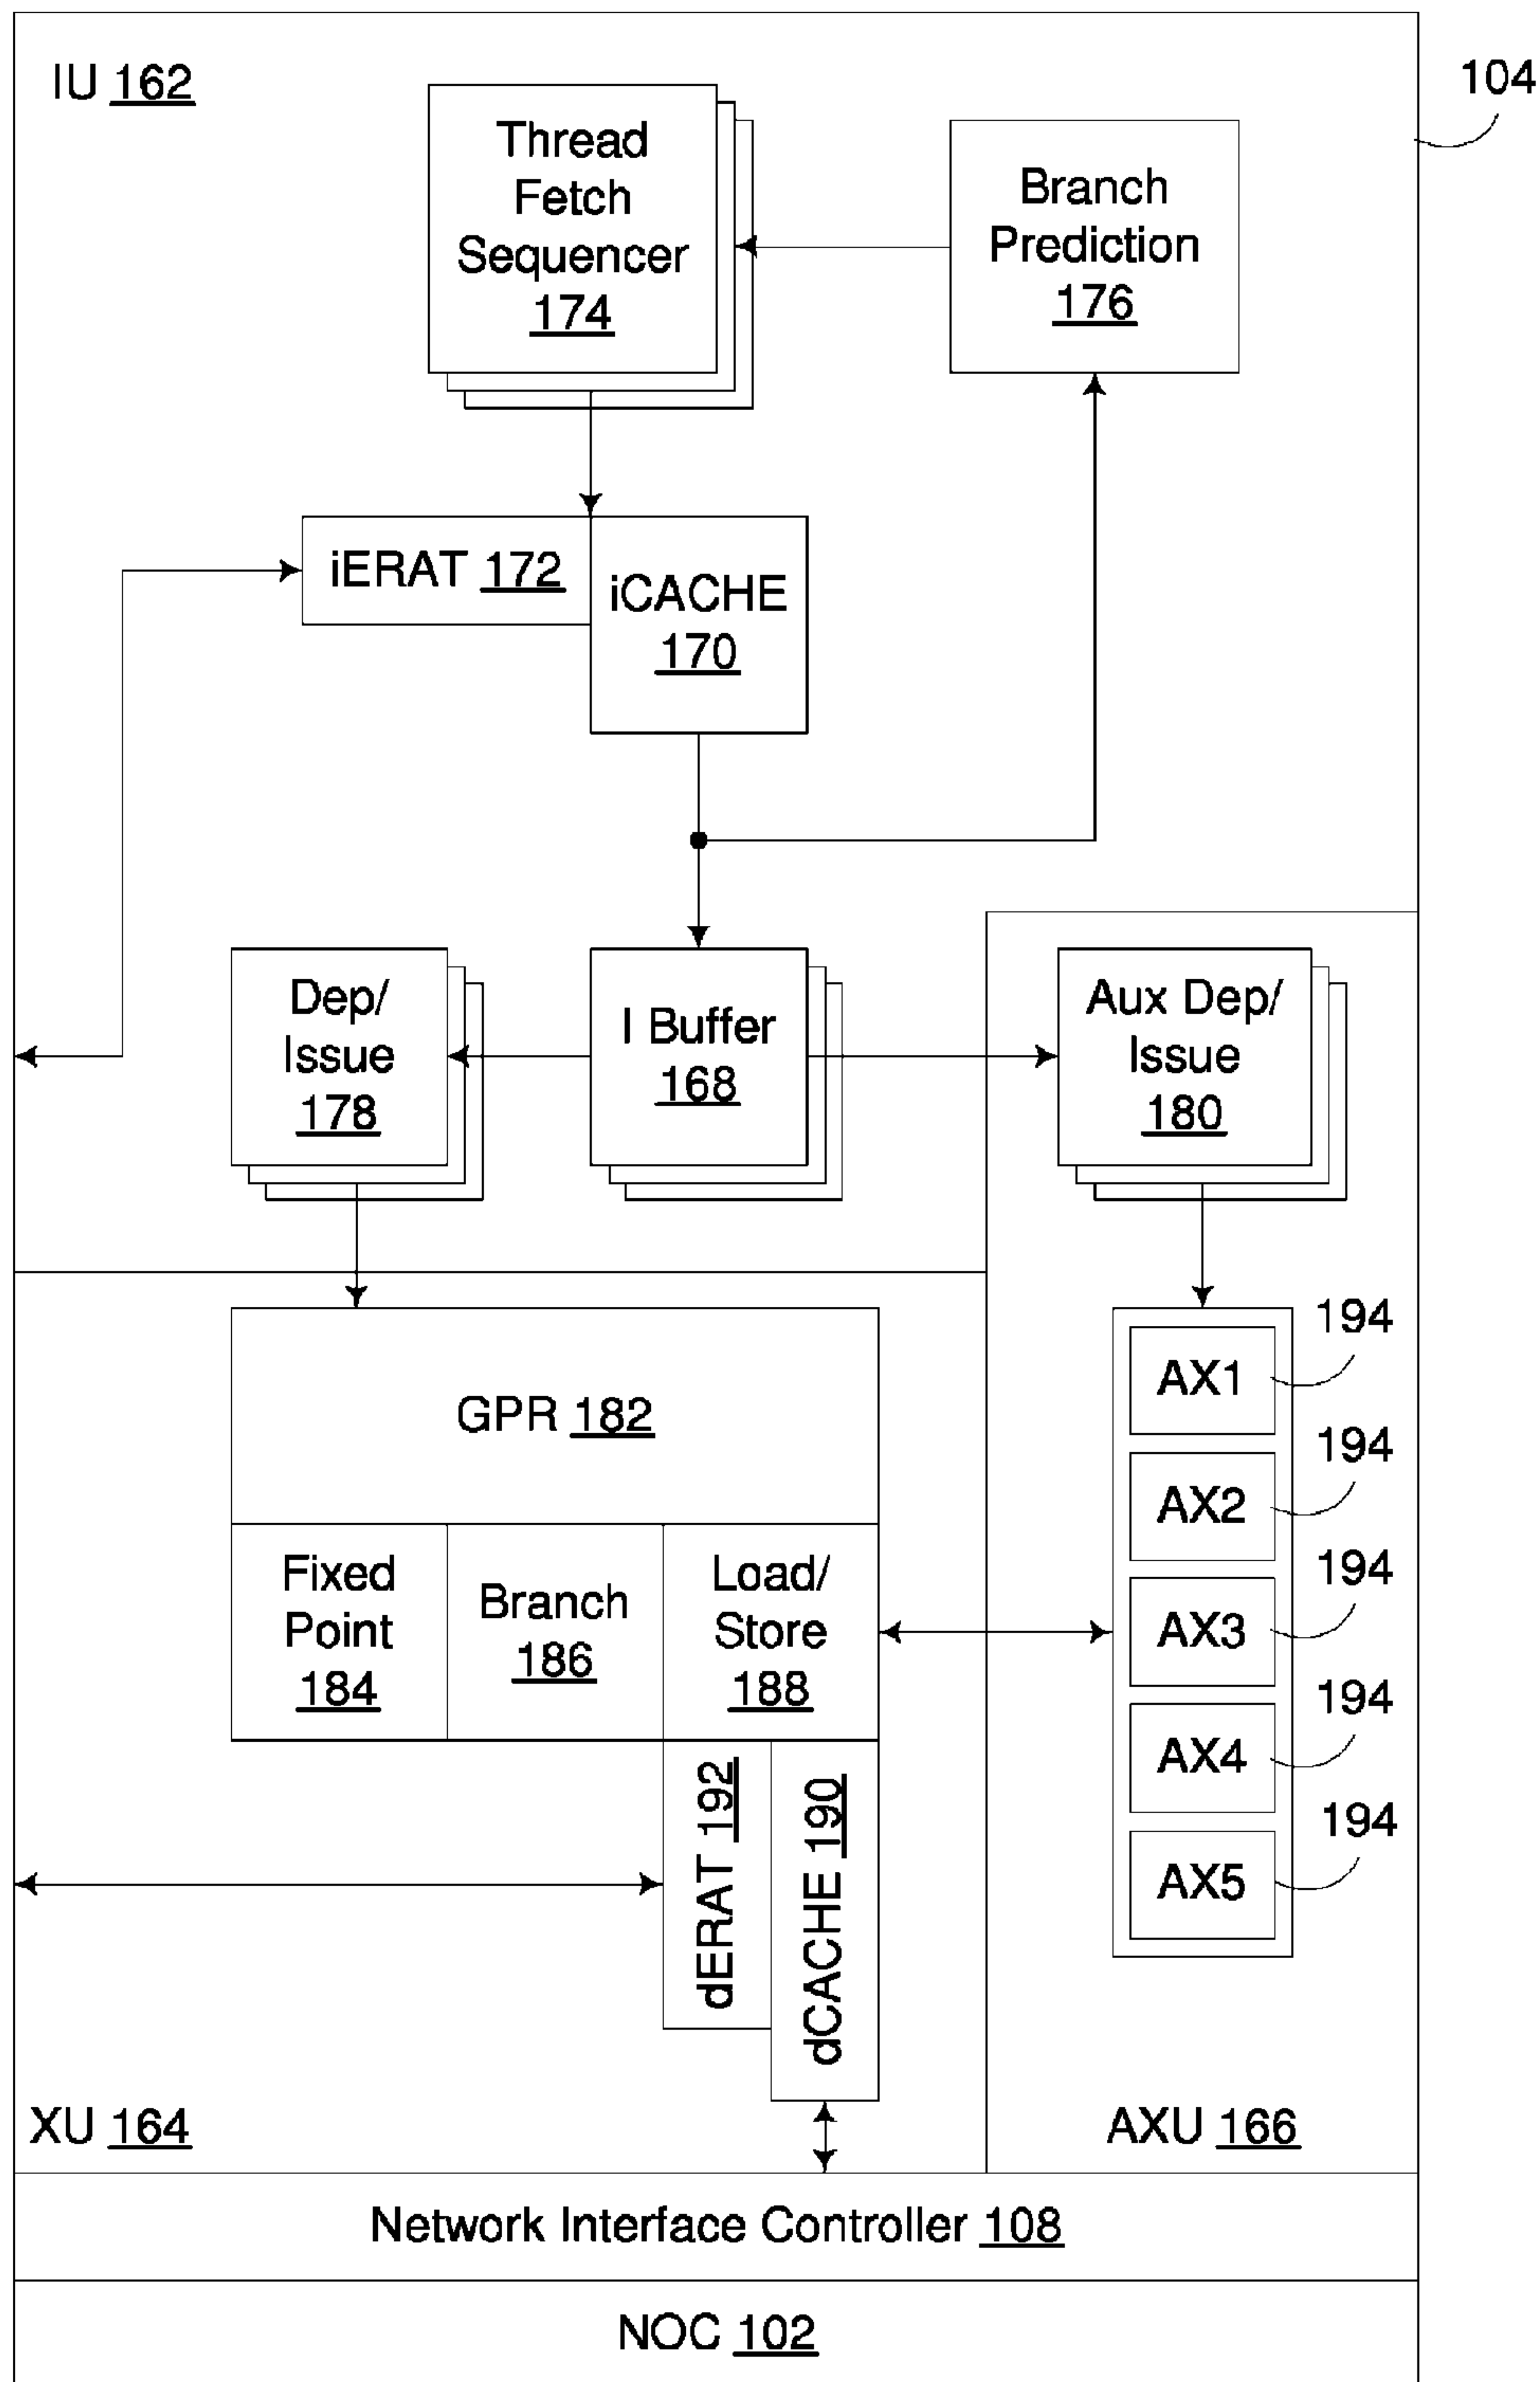 IU 162
104
Thread
Fetch
Sequencer
174
Branch
Prediction
176
iERAT 172
iCACHE
170
Dep/
Issue
178
I Buffer
168
Aux Dep/
Issue
180
GPR 182
Fixed
Point
184
Branch
186
Load/
Store
188
dERAT 192
dCACHE 190
AX1
194
AX2
194
AX3
194
AX4
194
AX5
194
XU 164
AXU 166
Network Interface Controller 108
NOC 102